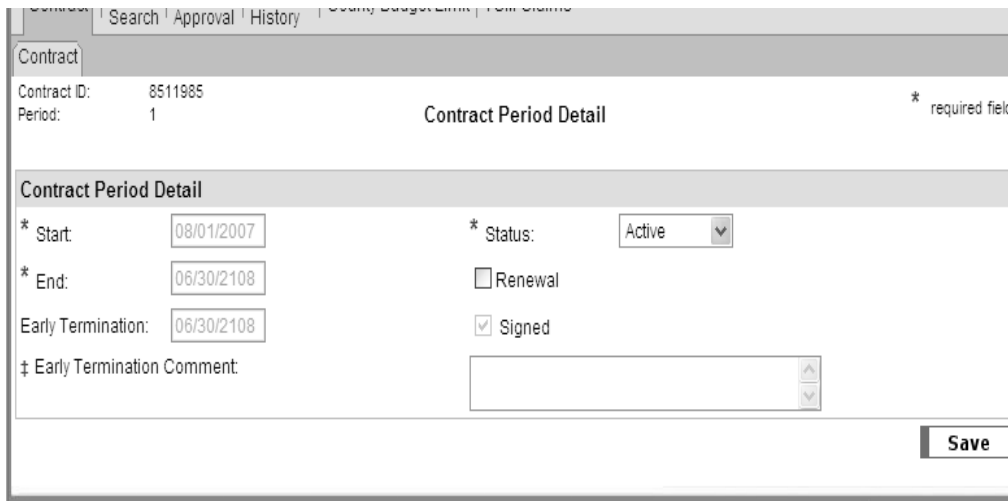 Search Approval History
Contract
Contract ID: 8511985
Period: 1
Contract Period Detail
* required field
Contract Period Detail
* Start: 08/01/2007
* Status: Active
* End: 06/30/2108
Renewal
Early Termination: 06/30/2108
Signed
‡ Early Termination Comment:
Save